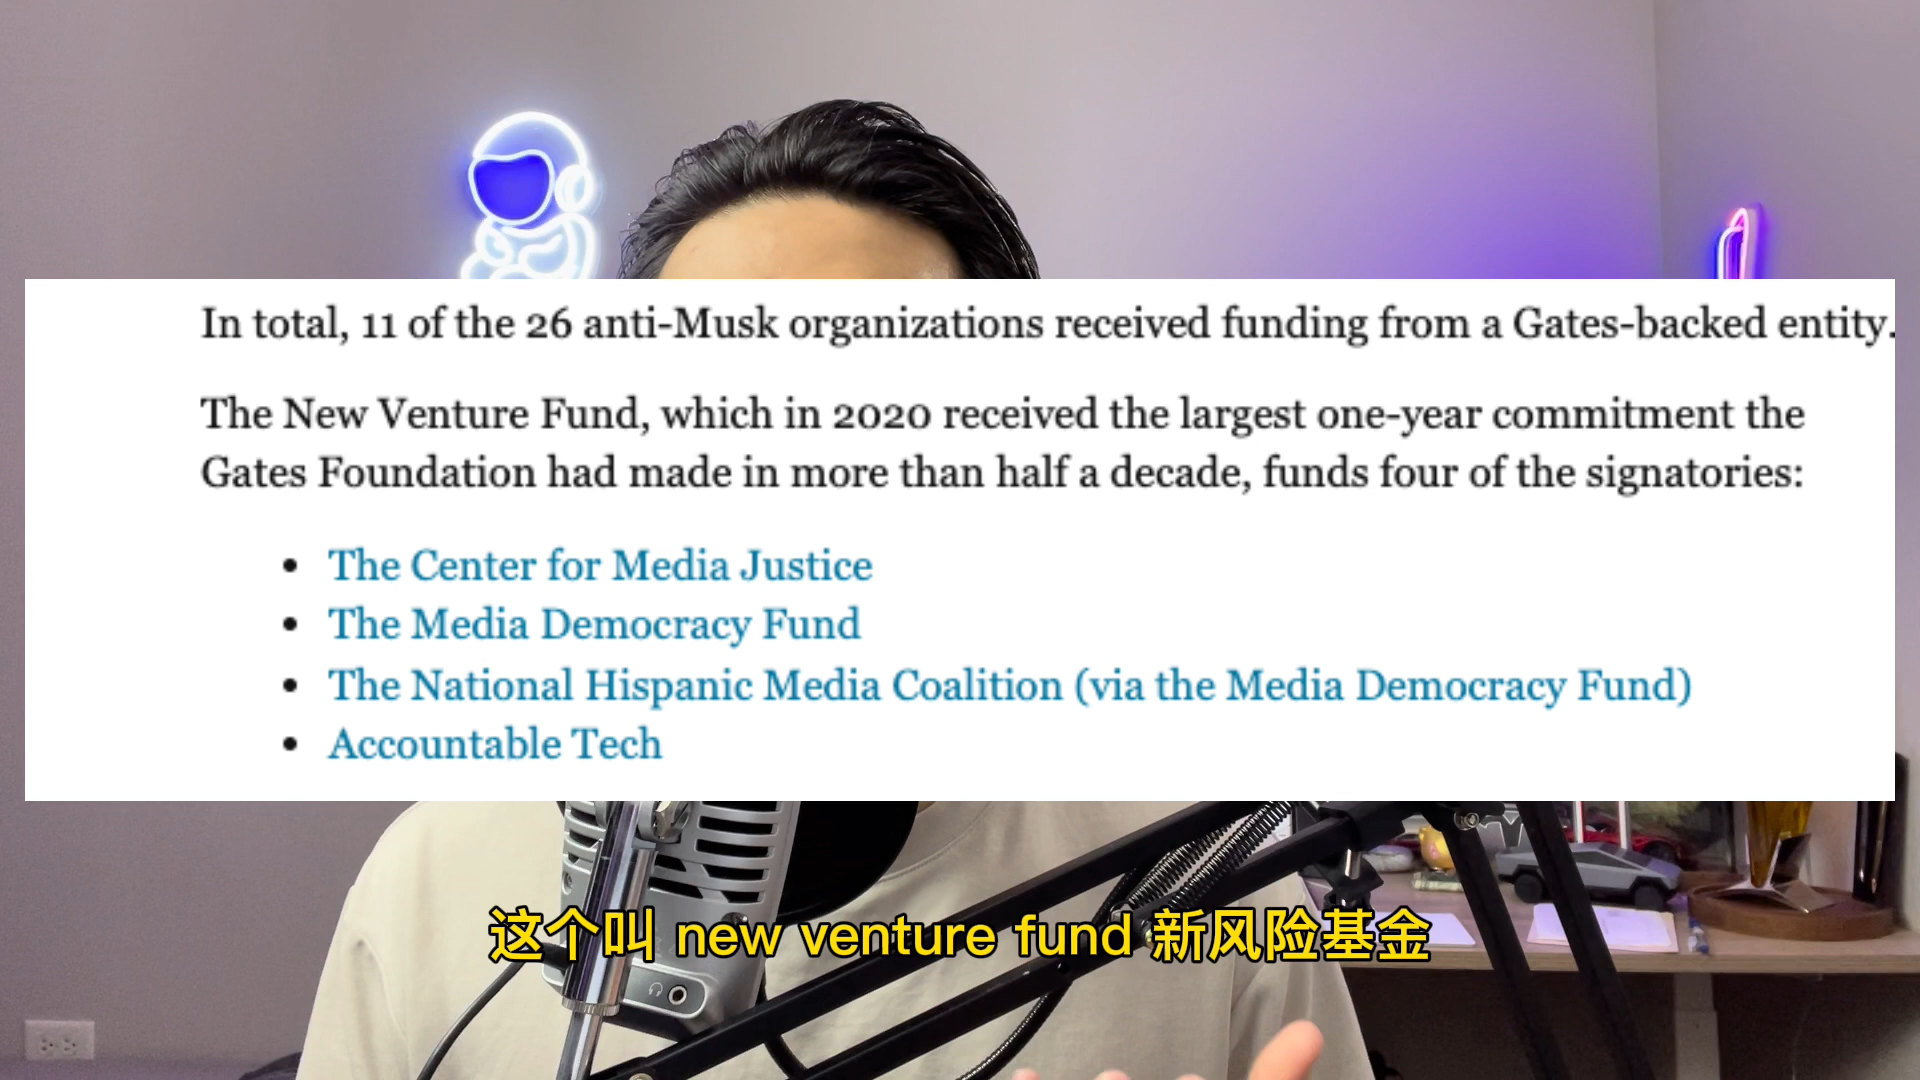 In total, 11 of the 26 anti-Musk organizations received funding from a Gates-backed entity.
The New Venture Fund, which in 2020 received the largest one-year commitment the
Gates Foundation had made in more than half a decade, funds four of the signatories:
• The Center for Media Justice
• The Media Democracy Fund
• The National Hispanic Media Coalition (via the Media Democracy Fund)
• Accountable Tech
这个叫 new venture fund 新风险基金